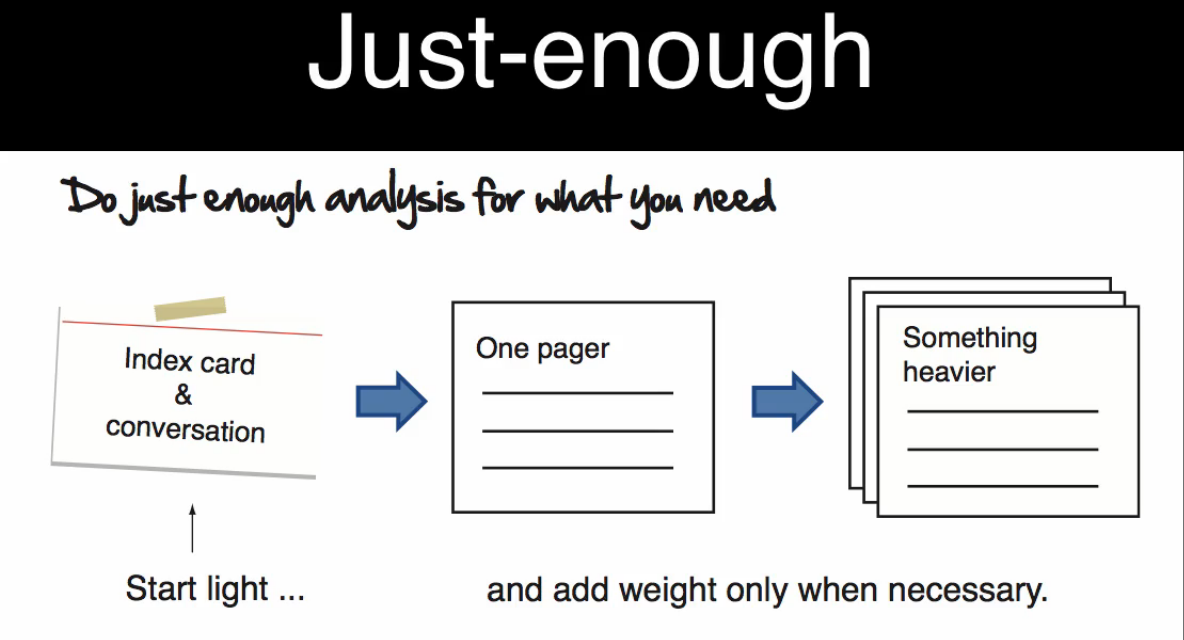 Just-enough
Do just enough analysis for what you need
Index card
&
conversation
One pager
Something
heavier
Start light ...
and add weight only when necessary.